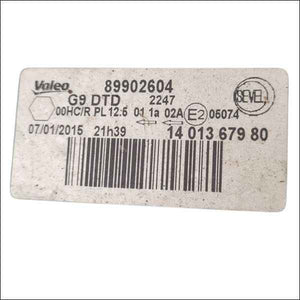 Valeo 89902604
G9 DTD 2247 SEVEL
00HC/R PL 12:5 01 1a 02A E2 05074
07/01/2015 21h39 14 013 679 80